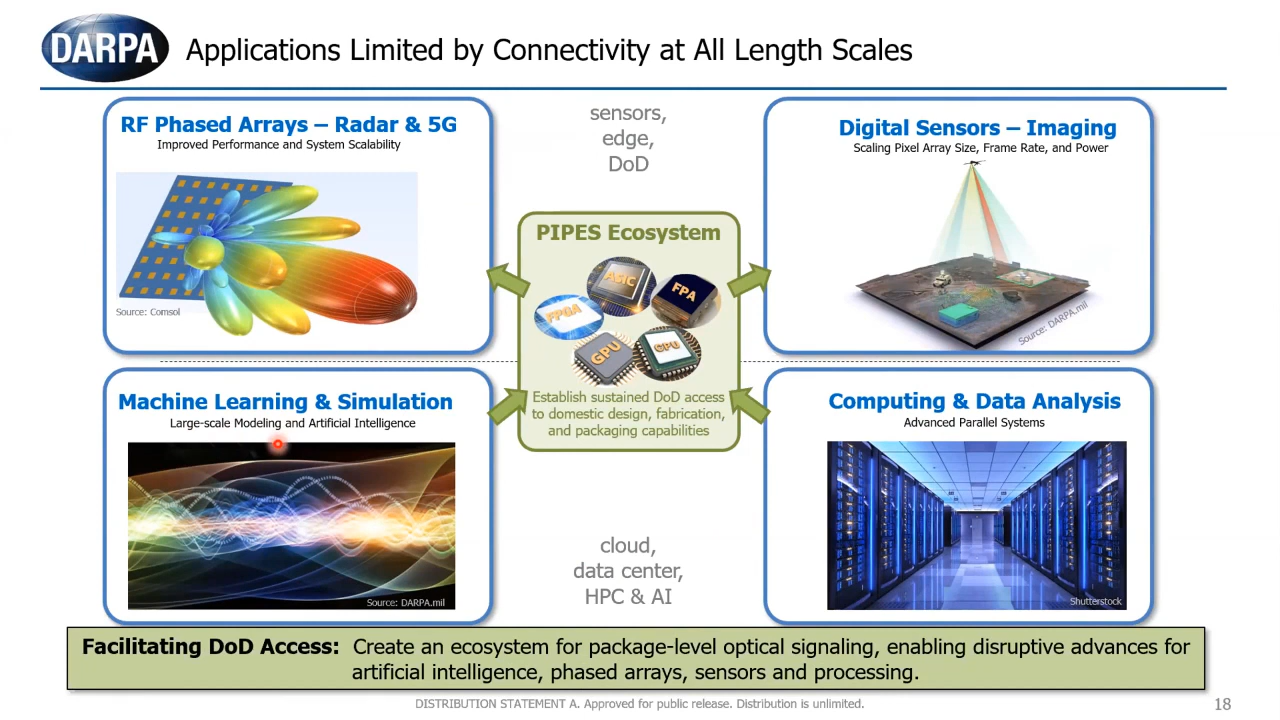 DARPA
Applications Limited by Connectivity at All Length Scales
RF Phased Arrays – Radar & 5G
Improved Performance and System Scalability
Source: Comsol
sensors,
edge,
DoD
Digital Sensors – Imaging
Scaling Pixel Array Size, Frame Rate, and Power
Source: DARPA.mil
PIPES Ecosystem
ASIC
FPA
FPGA
GPU
CPU
Establish sustained DoD access
to domestic design, fabrication,
and packaging capabilities
Machine Learning & Simulation
Large-scale Modeling and Artificial Intelligence
Source: DARPA.mil
cloud,
data center,
HPC & AI
Computing & Data Analysis
Advanced Parallel Systems
Shutterstock
Facilitating DoD Access: Create an ecosystem for package-level optical signaling, enabling disruptive advances for
artificial intelligence, phased arrays, sensors and processing.
DISTRIBUTION STATEMENT A. Approved for public release. Distribution is unlimited.
18